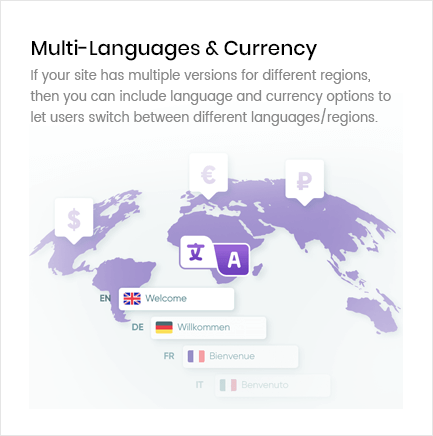 Multi-Languages & Currency
If your site has multiple versions for different regions,
then you can include language and currency options to
let users switch between different languages/regions.
$
€
₽
文 A
EN Welcome
DE Willkommen
FR Bienvenue
IT Benvenuto